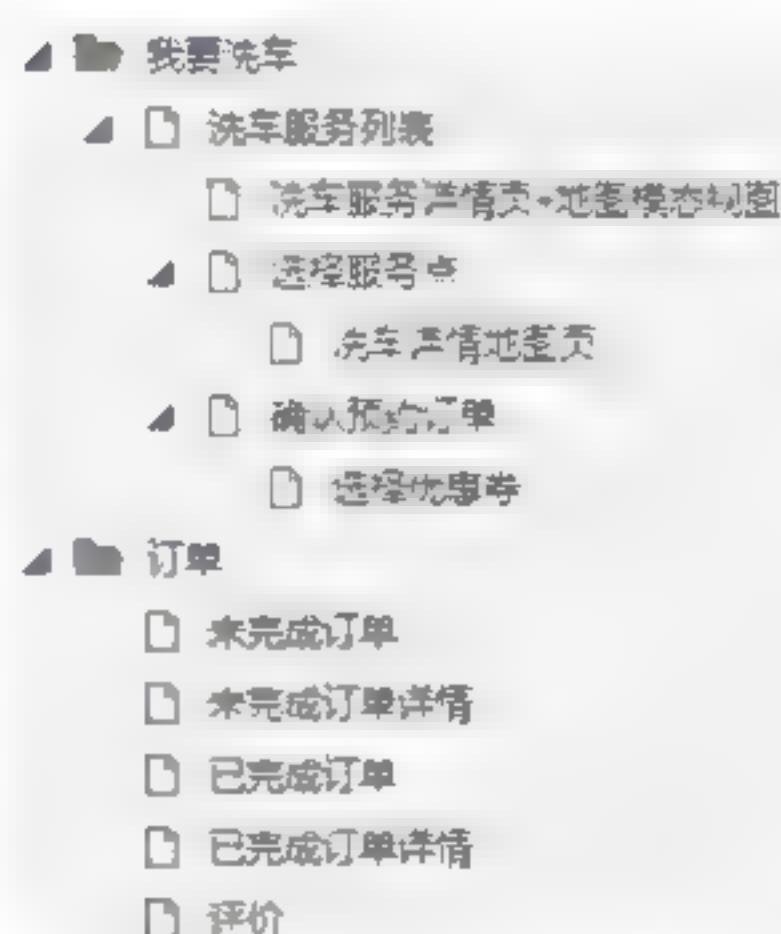 我要洗车
洗车服务列表
洗车服务详情页+地图模态视图
选择服务点
洗车详情地图页
确认预约订单
选择优惠券
订单
未完成订单
未完成订单详情
已完成订单
已完成订单详情
评价